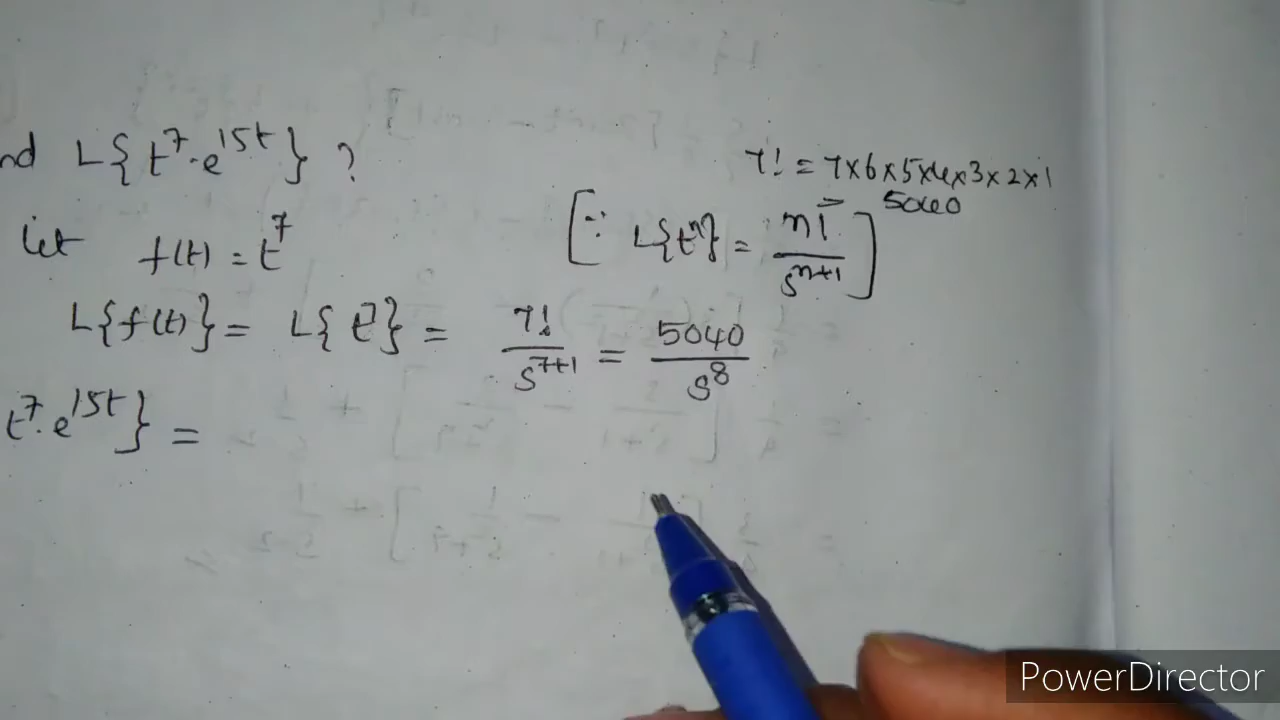 nd L{t⁷·e¹⁵ᵗ} ?
7! = 7×6×5×4×3×2×1
5040
let f(t) = t⁷
[∵ L{tⁿ} = n! / sⁿ⁺¹]
L{f(t)} = L{t⁷} = 7! / s⁷⁺¹ = 5040 / s⁸
t⁷·e¹⁵ᵗ} =
PowerDirector